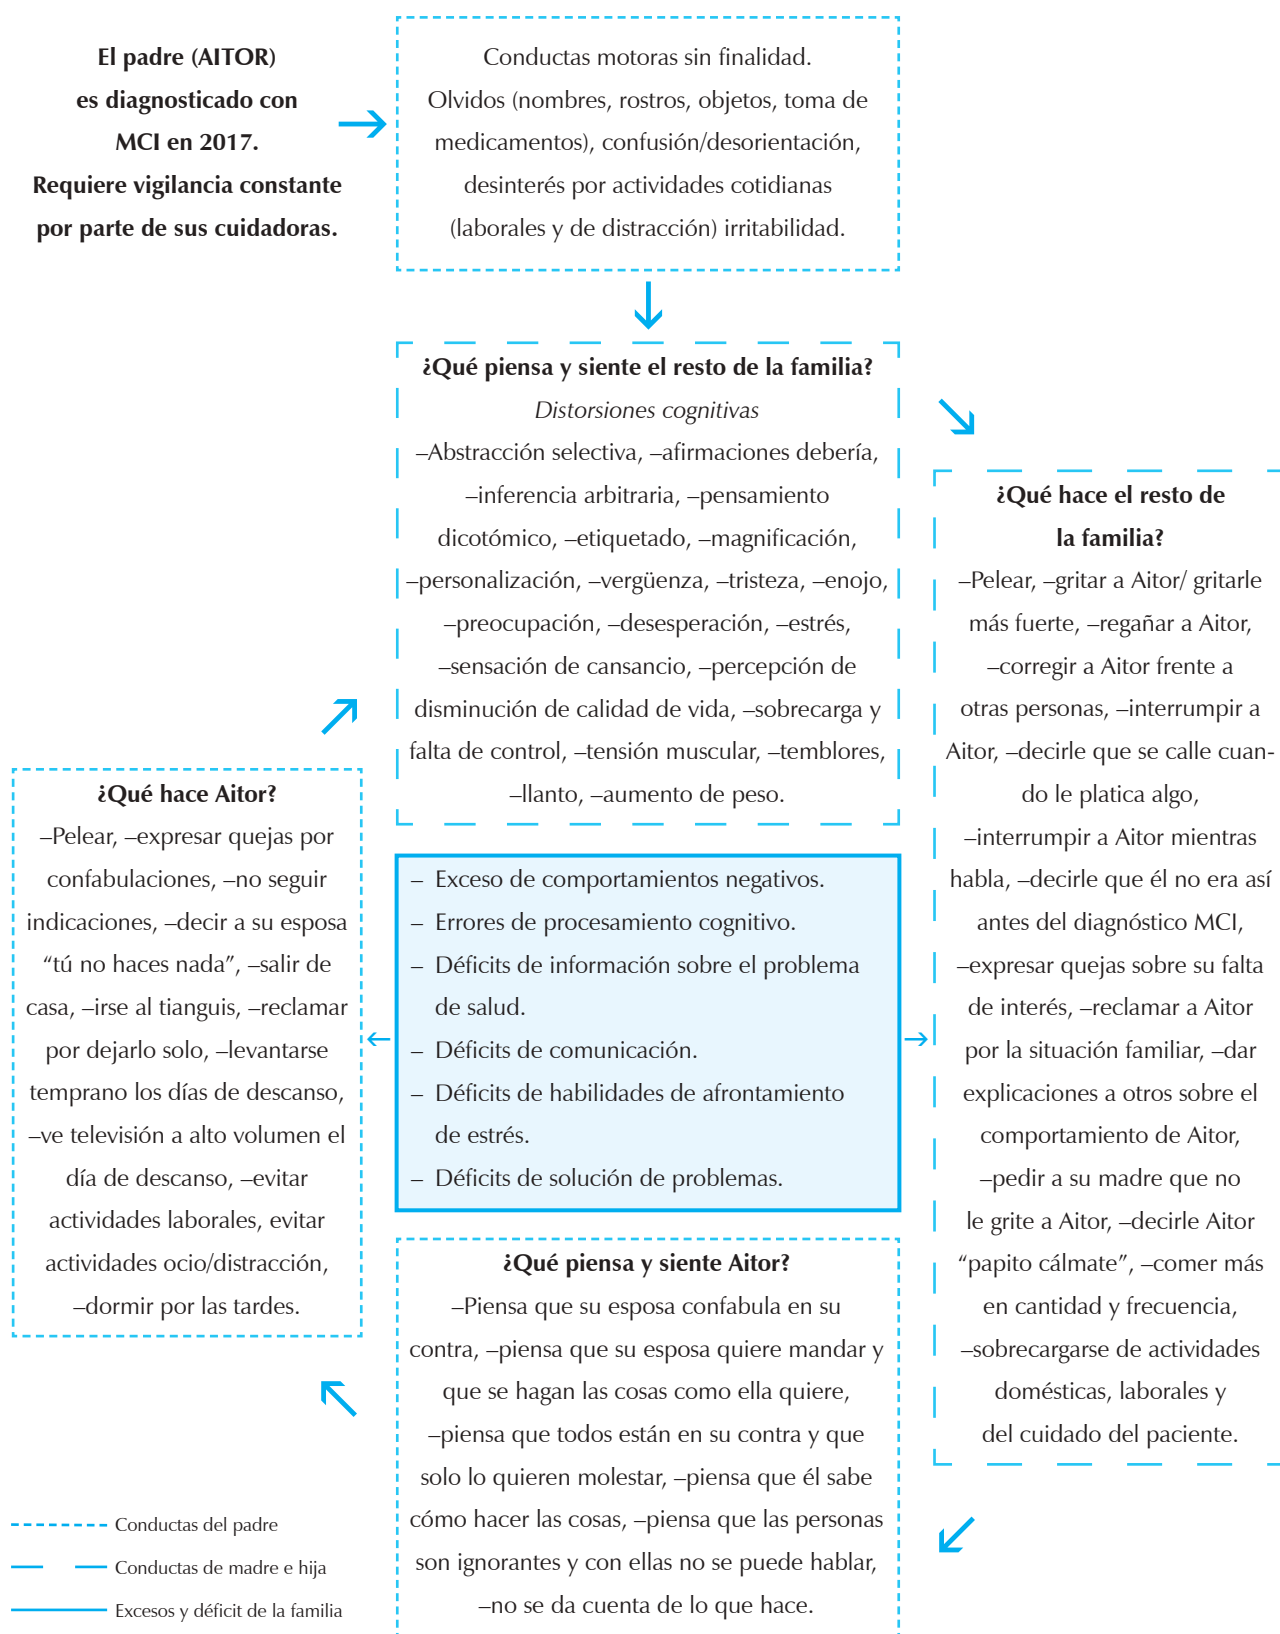 El padre (AITOR)
es diagnosticado con
MCI en 2017.
Requiere vigilancia constante
por parte de sus cuidadoras.
Conductas motoras sin finalidad.
Olvidos (nombres, rostros, objetos, toma de
medicamentos), confusión/desorientación,
desinterés por actividades cotidianas
(laborales y de distracción) irritabilidad.
¿Qué piensa y siente el resto de la familia?
Distorsiones cognitivas
–Abstracción selectiva, –afirmaciones debería,
–inferencia arbitraria, –pensamiento
dicotómico, –etiquetado, –magnificación,
–personalización, –vergüenza, –tristeza, –enojo,
–preocupación, –desesperación, –estrés,
–sensación de cansancio, –percepción de
disminución de calidad de vida, –sobrecarga y
falta de control, –tensión muscular, –temblores,
–llanto, –aumento de peso.
¿Qué hace el resto de
la familia?
–Pelear, –gritar a Aitor/ gritarle
más fuerte, –regañar a Aitor,
–corregir a Aitor frente a
otras personas, –interrumpir a
Aitor, –decirle que se calle cuan-
do le platica algo,
–interrumpir a Aitor mientras
habla, –decirle que él no era así
antes del diagnóstico MCI,
–expresar quejas sobre su falta
de interés, –reclamar a Aitor
por la situación familiar, –dar
explicaciones a otros sobre el
comportamiento de Aitor,
–pedir a su madre que no
le grite a Aitor, –decirle Aitor
“papito cálmate”, –comer más
en cantidad y frecuencia,
–sobrecargarse de actividades
domésticas, laborales y
del cuidado del paciente.
¿Qué hace Aitor?
–Pelear, –expresar quejas por
confabulaciones, –no seguir
indicaciones, –decir a su esposa
“tú no haces nada”, –salir de
casa, –irse al tianguis, –reclamar
por dejarlo solo, –levantarse
temprano los días de descanso,
–ve televisión a alto volumen el
día de descanso, –evitar
actividades laborales, evitar
actividades ocio/distracción,
–dormir por las tardes.
– Exceso de comportamientos negativos.
– Errores de procesamiento cognitivo.
– Déficits de información sobre el problema
de salud.
– Déficits de comunicación.
– Déficits de habilidades de afrontamiento
de estrés.
– Déficits de solución de problemas.
¿Qué piensa y siente Aitor?
–Piensa que su esposa confabula en su
contra, –piensa que su esposa quiere mandar y
que se hagan las cosas como ella quiere,
–piensa que todos están en su contra y que
solo lo quieren molestar, –piensa que él sabe
cómo hacer las cosas, –piensa que las personas
son ignorantes y con ellas no se puede hablar,
–no se da cuenta de lo que hace.
Conductas del padre
Conductas de madre e hija
Excesos y déficit de la familia